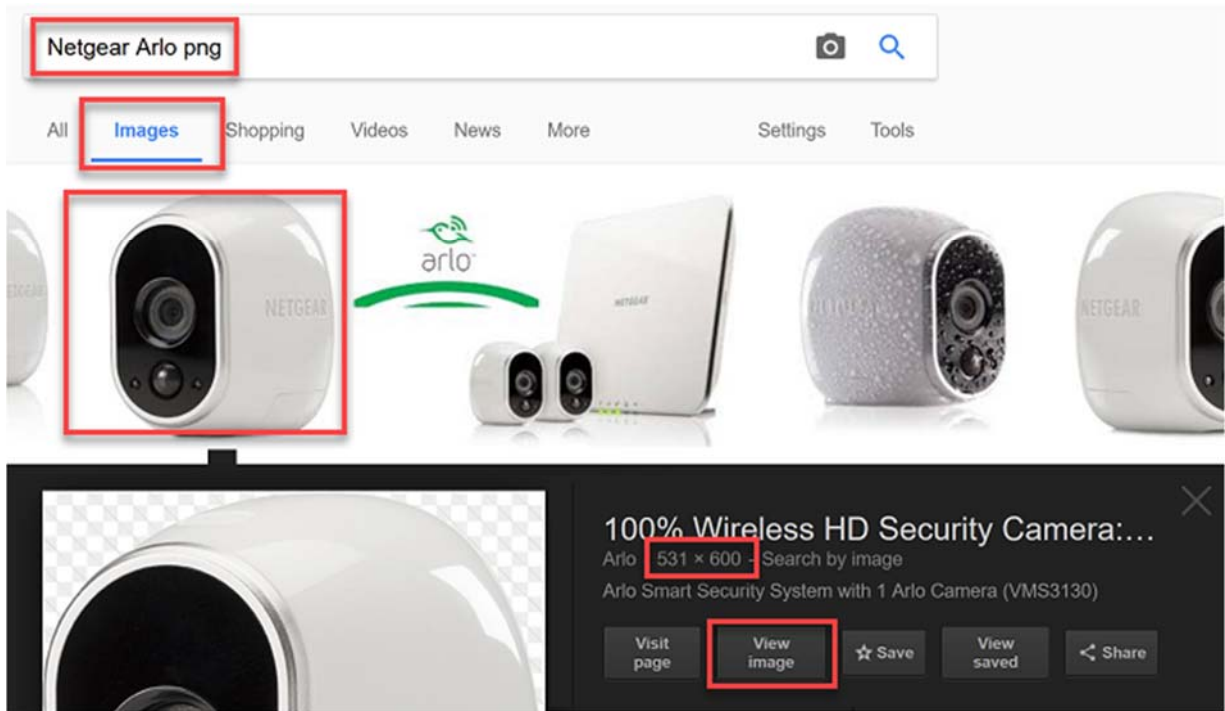 Netgear Arlo png
All Images Shopping Videos News More Settings Tools
NETGEAR
arlo
NETGEAR
NETGEAR
100% Wireless HD Security Camera:...
Arlo 531 × 600 - Search by image
Arlo Smart Security System with 1 Arlo Camera (VMS3130)
Visit page
View image
Save
View saved
Share